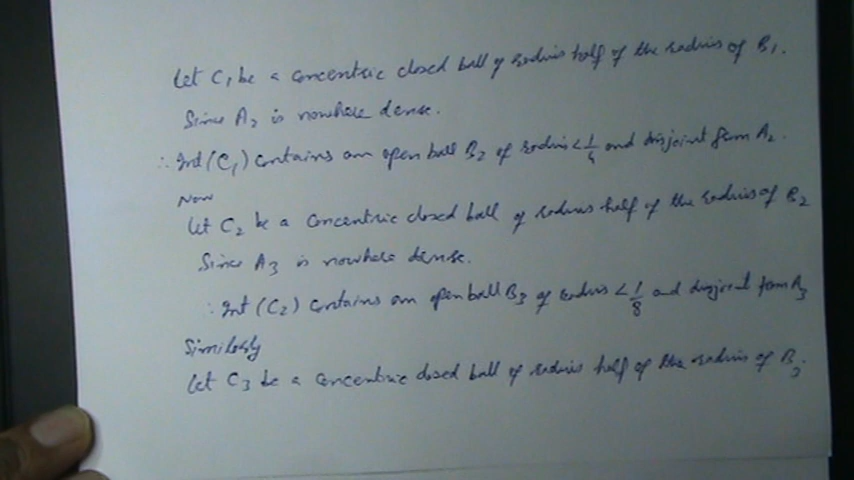 Let C₁ be a concentric closed ball of radius half of the radius of B₁.
Since A₂ is nowhere dense.
∴ Int (C₁) contains an open ball B₂ of radius < 1/4 and disjoint from A₂.
Now
Let C₂ be a concentric closed ball of radius half of the radius of B₂
Since A₃ is nowhere dense.
∴ Int (C₂) contains an open ball B₃ of radius < 1/8 and disjoint from A₃
Similarly
Let C₃ be a concentric closed ball of radius half of the radius of B₃.